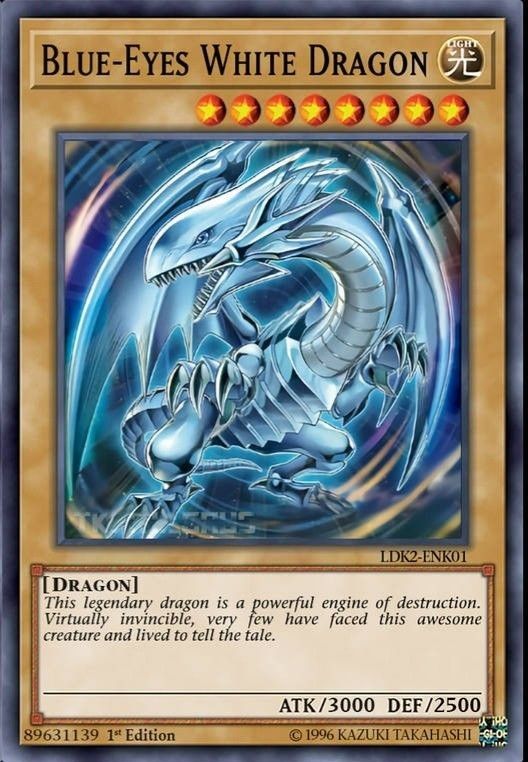 BLUE-EYES WHITE DRAGON
LIGHT
光
LDK2-ENK01
[DRAGON]
This legendary dragon is a powerful engine of destruction.
Virtually invincible, very few have faced this awesome
creature and lived to tell the tale.
ATK/3000 DEF/2500
89631139 1st Edition
©1996 KAZUKI TAKAHASHI